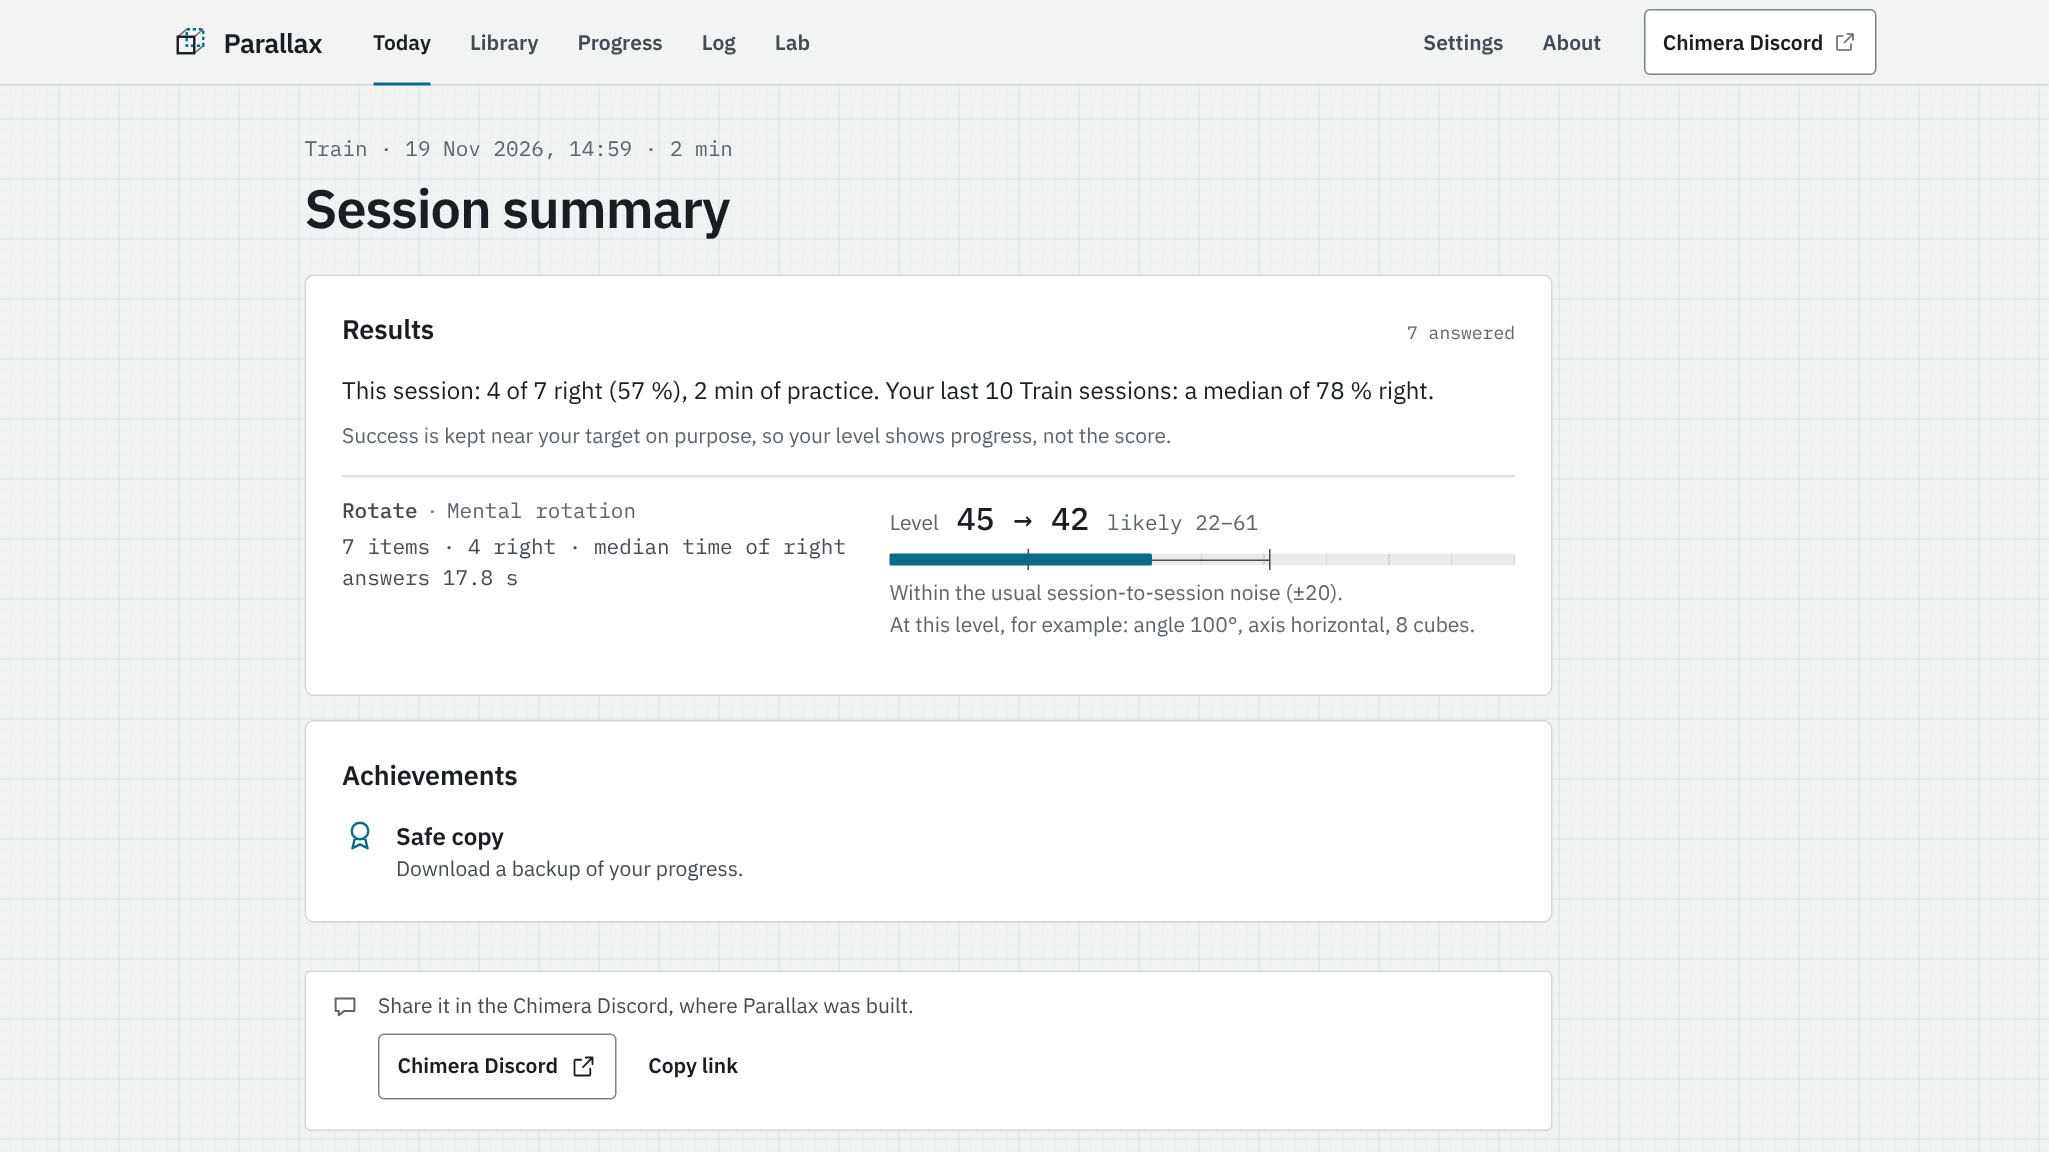 Parallax Today Library Progress Log Lab Settings About Chimera Discord
Train · 19 Nov 2026, 14:59 · 2 min
Session summary
Results
7 answered
This session: 4 of 7 right (57 %), 2 min of practice. Your last 10 Train sessions: a median of 78 % right.
Success is kept near your target on purpose, so your level shows progress, not the score.
Rotate · Mental rotation
7 items · 4 right · median time of right
answers 17.8 s
Level 45 → 42 likely 22–61
Within the usual session-to-session noise (±20).
At this level, for example: angle 100°, axis horizontal, 8 cubes.
Achievements
Safe copy
Download a backup of your progress.
Share it in the Chimera Discord, where Parallax was built.
Chimera Discord Copy link